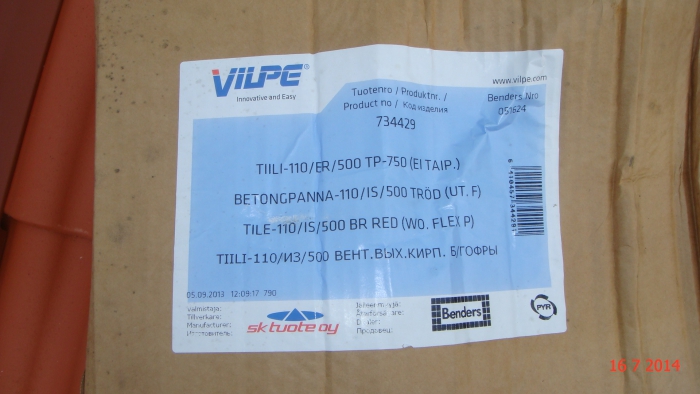 VILPE
Innovative and Easy
Tuotenro / Produktnr. /
Product no / Код изделия
734429
www.vilpe.com
Benders Nro
051624
TIILI-110/ER/500 TP-750 (EI TAIP.)
BETONGPANNA-110/IS/500 TRÖD (UT. F)
TILE-110/IS/500 BR RED (WO. FLEX P)
TIILI-110/ИЗ/500 ВЕНТ.ВЫХ.КИРП. Б/ГОФРЫ
05.09.2013 12:09:17 790
Valmistaja:
Tillverkare:
Manufacturer:
Изготовитель:
sk tuote oy
Продавец:
Benders
PYR
16 7 2014